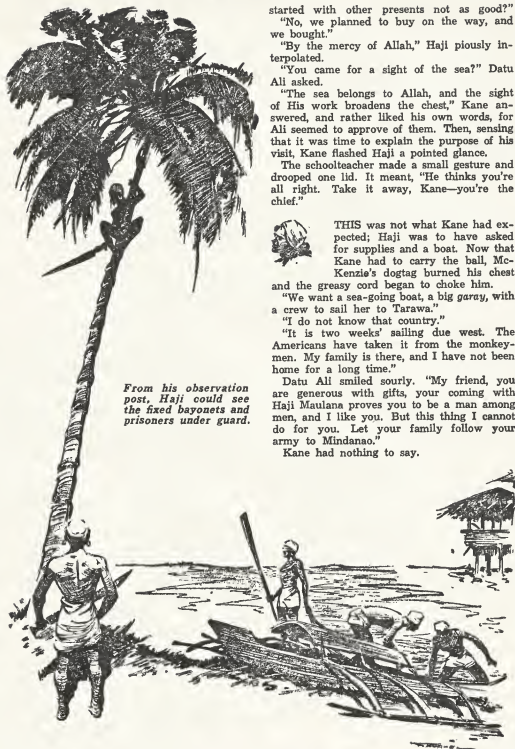 started with other presents not as good?"
"No, we planned to buy on the way, and
we bought."
"By the mercy of Allah," Haji piously in-
terpolated.
"You came for a sight of the sea?" Datu
Ali asked.
"The sea belongs to Allah, and the sight
of His work broadens the chest," Kane an-
swered, and rather liked his own words, for
Ali seemed to approve of them. Then, sensing
that it was time to explain the purpose of his
visit, Kane flashed Haji a pointed glance.
The schoolteacher made a small gesture and
drooped one lid. It meant, "He thinks you're
all right. Take it away, Kane—you're the
chief."
THIS was not what Kane had ex-
pected; Haji was to have asked
for supplies and a boat. Now that
Kane had to carry the ball, Mc-
Kenzie's dogtag burned his chest
and the greasy cord began to choke him.
"We want a sea-going boat, a big garay, with
a crew to sail her to Tarawa."
"I do not know that country."
"It is two weeks' sailing due west. The
Americans have taken it from the monkey-
men. My family is there, and I have not been
home for a long time."
Datu Ali smiled sourly. "My friend, you
are generous with gifts, your coming with
Haji Maulana proves you to be a man among
men, and I like you. But this thing I cannot
do for you. Let your family follow your
army to Mindanao."
Kane had nothing to say.
From his observation
post, Haji could see
the fixed bayonets and
prisoners under guard.